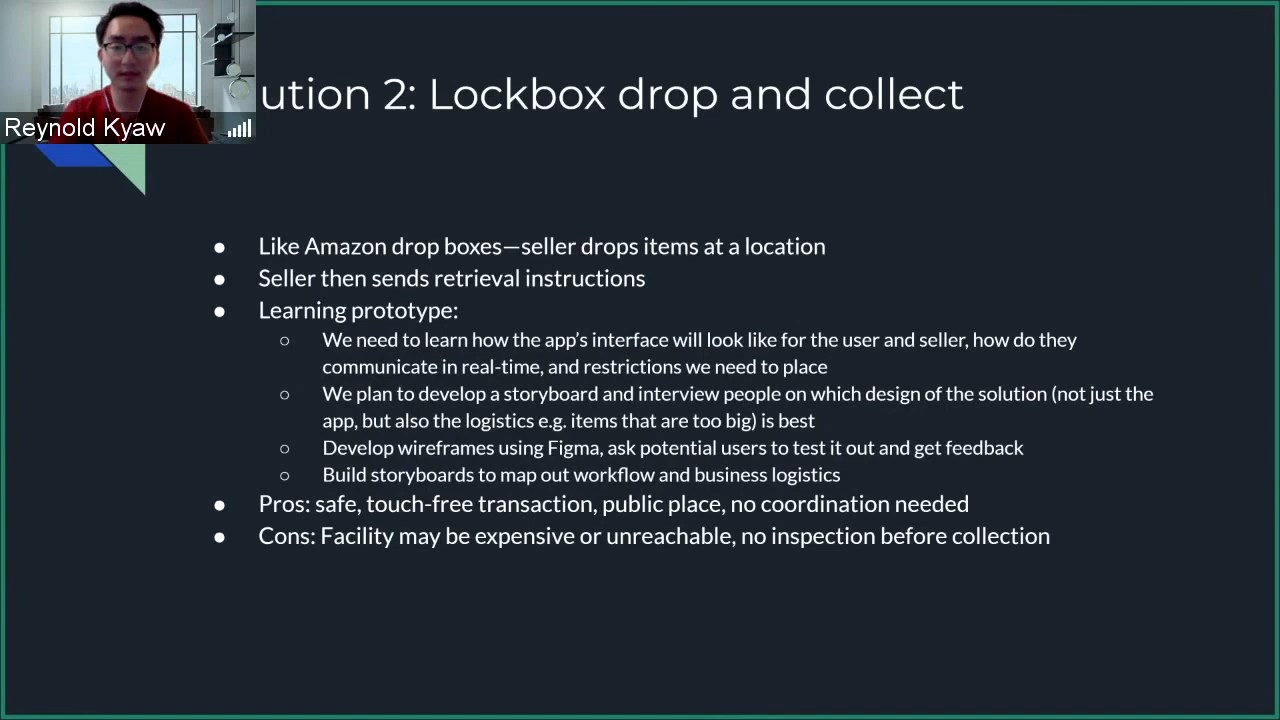 ution 2: Lockbox drop and collect
Reynold Kyaw
● Like Amazon drop boxes—seller drops items at a location
● Seller then sends retrieval instructions
● Learning prototype:
○ We need to learn how the app’s interface will look like for the user and seller, how do they
communicate in real-time, and restrictions we need to place
○ We plan to develop a storyboard and interview people on which design of the solution (not just the
app, but also the logistics e.g. items that are too big) is best
○ Develop wireframes using Figma, ask potential users to test it out and get feedback
○ Build storyboards to map out workflow and business logistics
● Pros: safe, touch-free transaction, public place, no coordination needed
● Cons: Facility may be expensive or unreachable, no inspection before collection